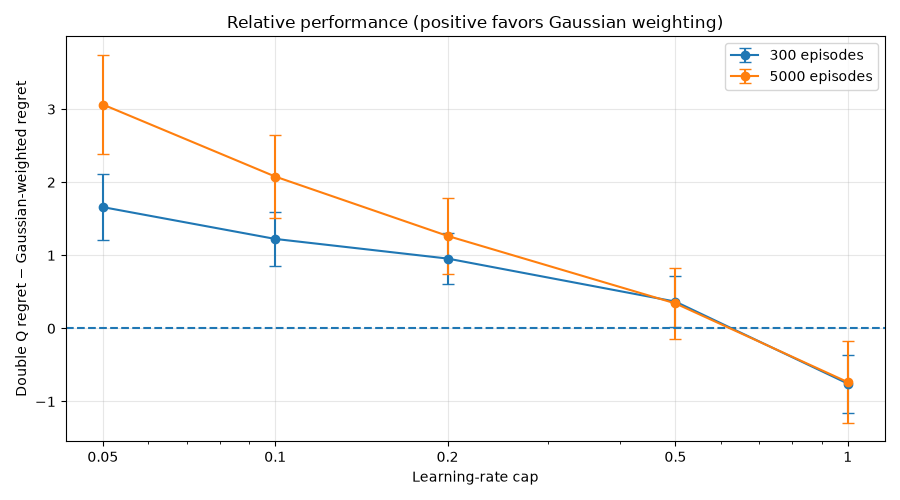 Relative performance (positive favors Gaussian weighting)
300 episodes
5000 episodes
Double Q regret − Gaussian-weighted regret
3
2
1
0
−1
0.05 0.1 0.2 0.5 1
Learning-rate cap